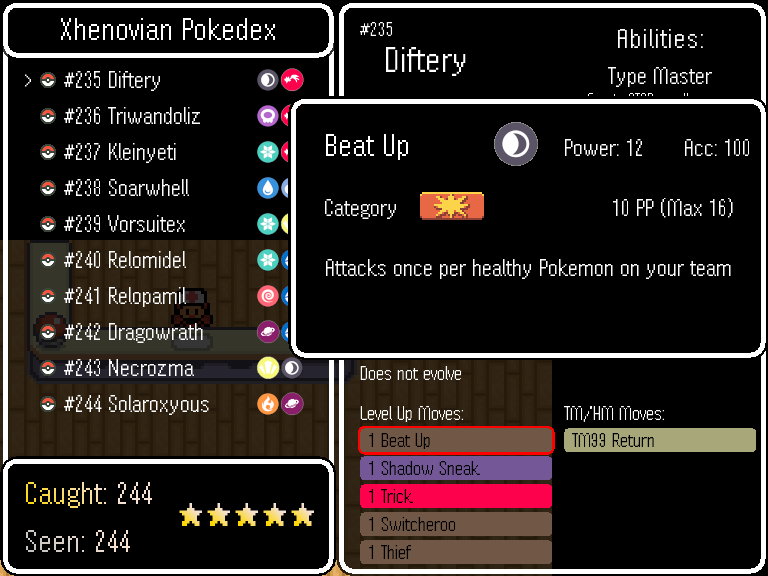 Xhenovian Pokedex
#235 Diftery
#236 Triwandoliz
#237 Kleinyeti
#238 Soarwhell
#239 Vorsuitex
#240 Relomidel
#241 Relopamil
#242 Dragowrath
#243 Necrozma
#244 Solaroxyous
Caught: 244
Seen: 244
#235
Diftery
Abilities:
Type Master
Beat Up
Power: 12
Acc: 100
Category
10 PP (Max 16)
Attacks once per healthy Pokemon on your team
Does not evolve
Level Up Moves:
1 Beat Up
1 Shadow Sneak
1 Trick
1 Switcheroo
1 Thief
TM/HM Moves:
TM99 Return